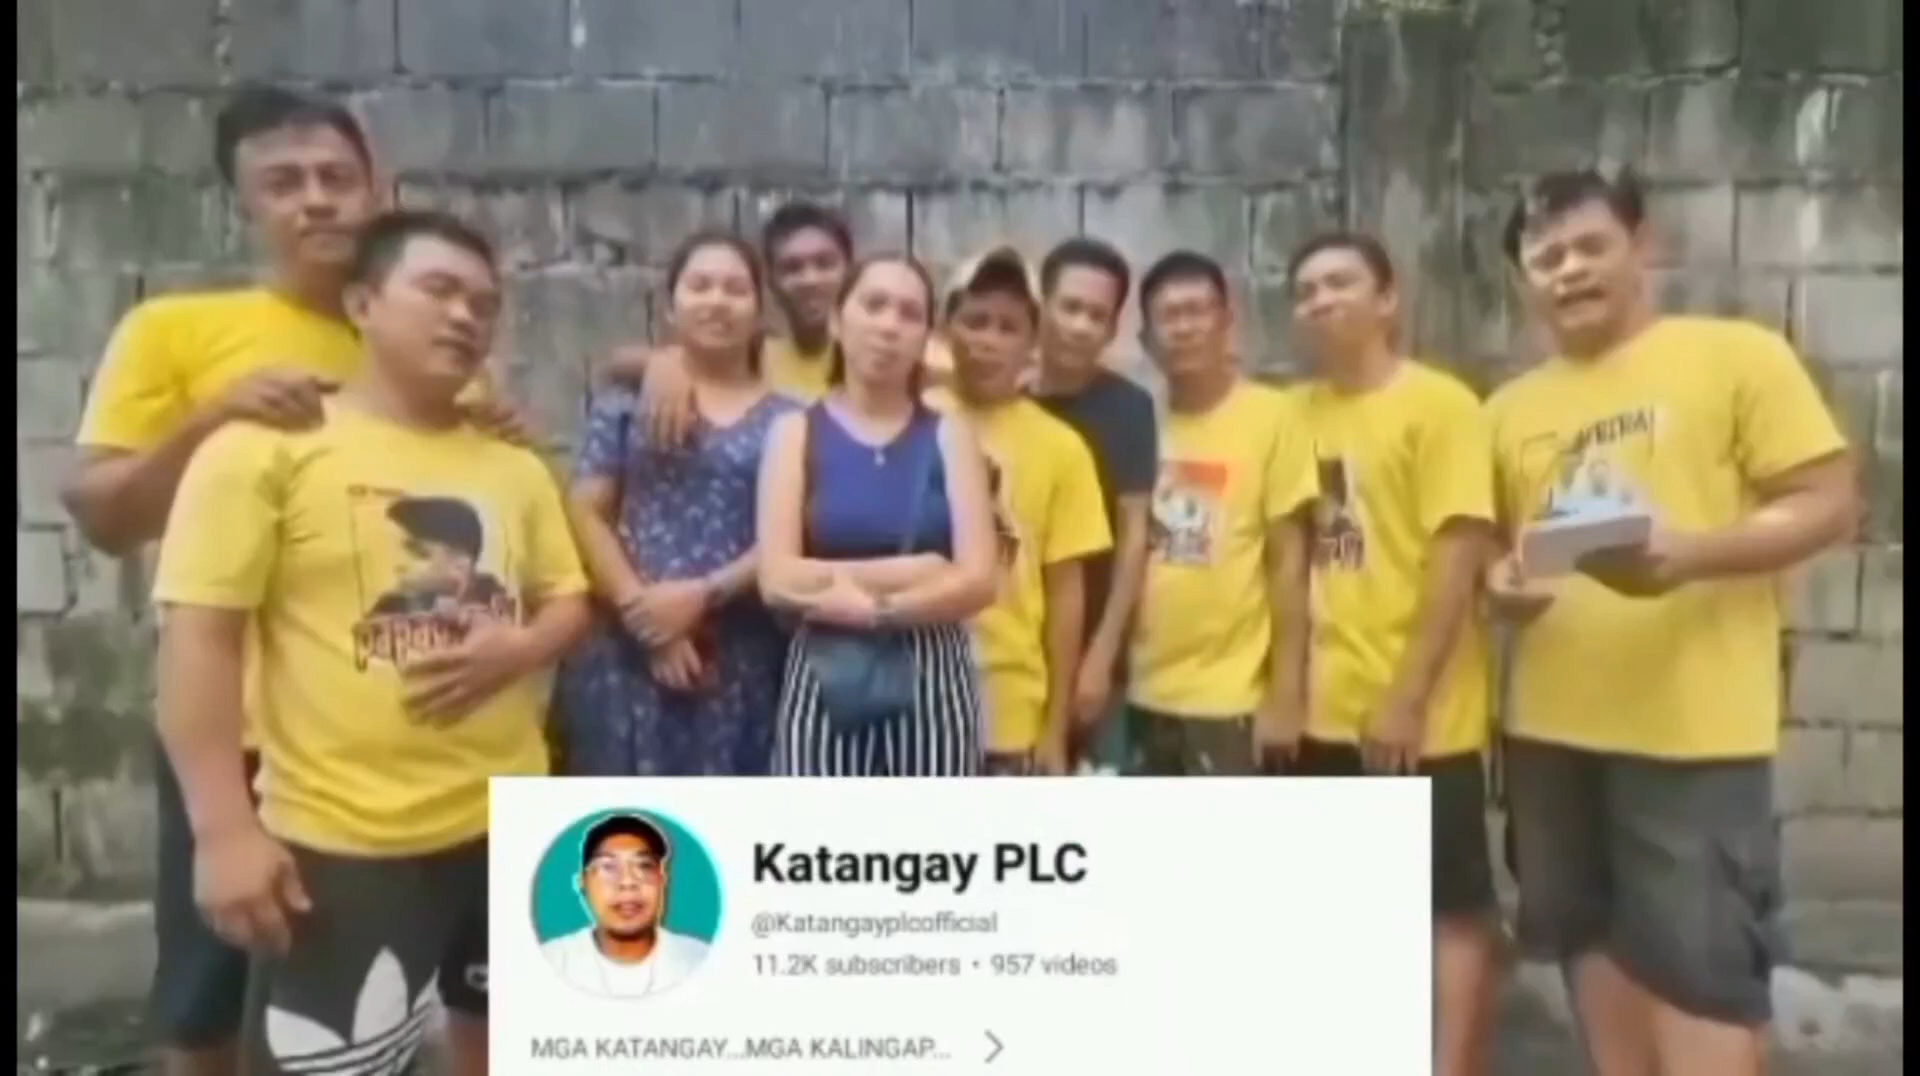 Katangay PLC
@Katangayplcofficial
11.2K subscribers • 957 videos
MGA KATANGAY...MGA KALINGAP...